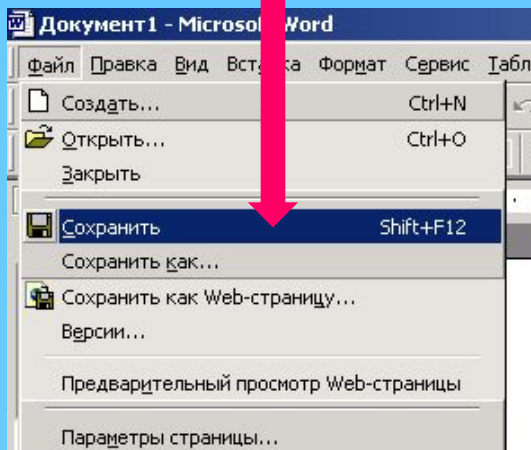 Документ1 - Microsoft Word
Файл Правка Вид Вставка Формат Сервис Табл
Создать... Ctrl+N
Открыть... Ctrl+O
Закрыть
Сохранить Shift+F12
Сохранить как...
Сохранить как Web-страницу...
Версии...
Предварительный просмотр Web-страницы
Параметры страницы...